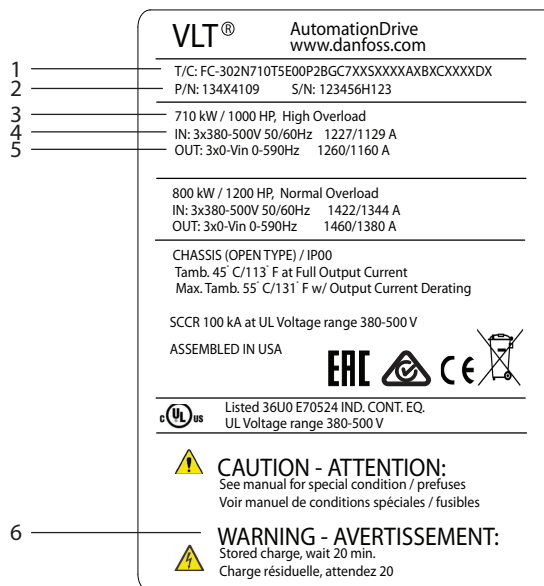 VLT® AutomationDrive
www.danfoss.com
1 T/C: FC-302N710T5E00P2BGC7XXSXXXXAXBXCXXXXDX
2 P/N: 134X4109 S/N: 123456H123
3 710 kW / 1000 HP, High Overload
4 IN: 3x380-500V 50/60Hz 1227/1129 A
5 OUT: 3x0-Vin 0-590Hz 1260/1160 A
800 kW / 1200 HP, Normal Overload
IN: 3x380-500V 50/60Hz 1422/1344 A
OUT: 3x0-Vin 0-590Hz 1460/1380 A
CHASSIS (OPEN TYPE) / IP00
Tamb. 45° C/113° F at Full Output Current
Max. Tamb. 55° C/131° F w/ Output Current Derating
SCCR 100 kA at UL Voltage range 380-500 V
ASSEMBLED IN USA
EAC CE
c UL us Listed 36U0 E70524 IND. CONT. EQ.
UL Voltage range 380-500 V
CAUTION - ATTENTION:
See manual for special condition / prefuses
Voir manuel de conditions spéciales / fusibles
6 WARNING - AVERTISSEMENT:
Stored charge, wait 20 min.
Charge résiduelle, attendez 20